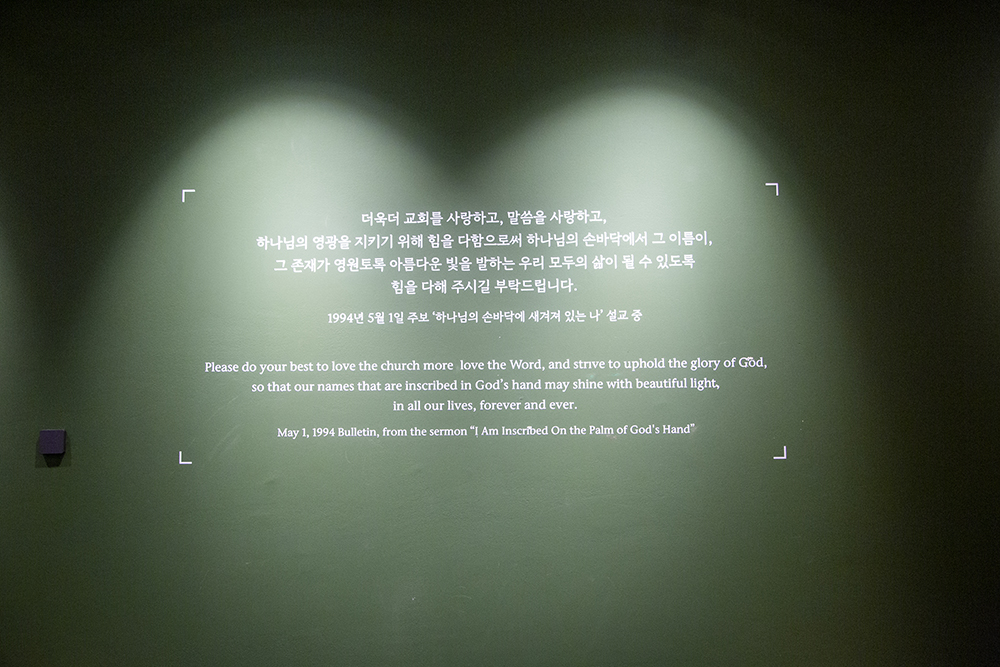 더욱더 교회를 사랑하고, 말씀을 사랑하고,
하나님의 영광을 지키기 위해 힘을 다함으로써 하나님의 손바닥에서 그 이름이,
그 존재가 영원토록 아름다운 빛을 발하는 우리 모두의 삶이 될 수 있도록
힘을 다해 주시길 부탁드립니다.
1994년 5월 1일 주보 ‘하나님의 손바닥에 새겨져 있는 나’ 설교 중
Please do your best to love the church more love the Word, and strive to uphold the glory of God,
so that our names that are inscribed in God’s hand may shine with beautiful light,
in all our lives, forever and ever.
May 1, 1994 Bulletin, from the sermon “I Am Inscribed On the Palm of God’s Hand”